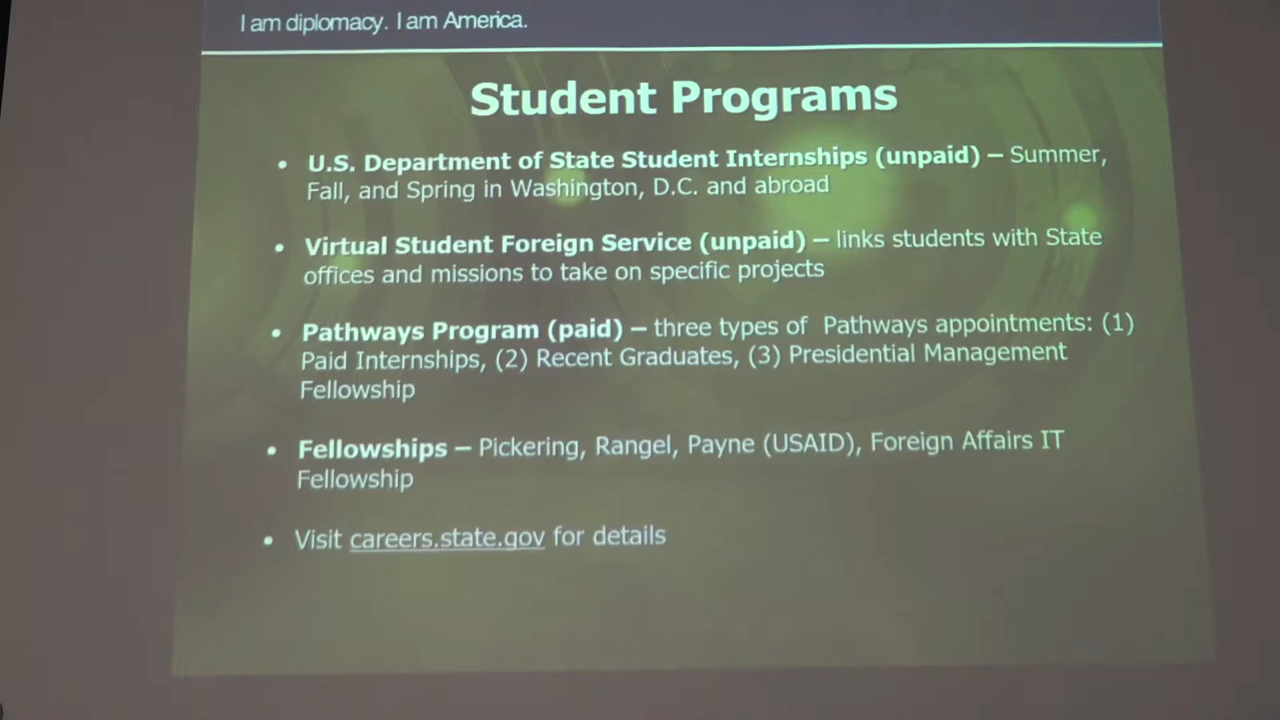 I am diplomacy. I am America.
Student Programs
• U.S. Department of State Student Internships (unpaid) – Summer,
Fall, and Spring in Washington, D.C. and abroad
• Virtual Student Foreign Service (unpaid) – links students with State
offices and missions to take on specific projects
• Pathways Program (paid) – three types of Pathways appointments: (1)
Paid Internships, (2) Recent Graduates, (3) Presidential Management
Fellowship
• Fellowships – Pickering, Rangel, Payne (USAID), Foreign Affairs IT
Fellowship
• Visit careers.state.gov for details